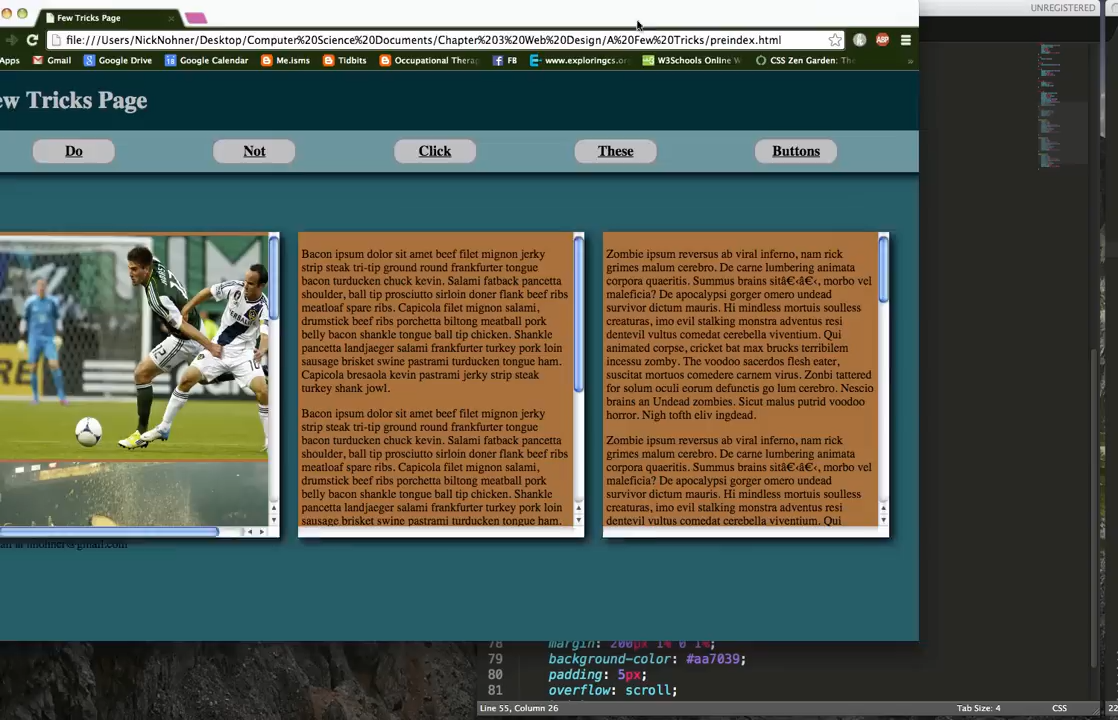 UNREGISTERED
Few Tricks Page
file:///Users/NickNohner/Desktop/Computer%20Science%20Documents/Chapter%203%20Web%20Design/A%20Few%20Tricks/preindex.html
Apps Gmail Google Drive 18 Google Calendar Me.isms Tidbits Occupational Thera FB www.exploringcs.org W3Schools Online W CSS Zen Garden: The »
ew Tricks Page
Do Not Click These Buttons
Bacon ipsum dolor sit amet beef filet mignon jerky
strip steak tri-tip ground round frankfurter tongue
bacon turducken chuck kevin. Salami fatback pancetta
shoulder, ball tip prosciutto sirloin doner flank beef ribs
meatloaf spare ribs. Capicola filet mignon salami,
drumstick beef ribs porchetta biltong meatball pork
belly bacon shankle tongue ball tip chicken. Shankle
pancetta landjaeger salami frankfurter turkey pork loin
sausage brisket swine pastrami turducken tongue ham.
Capicola bresaola kevin pastrami jerky strip steak
turkey shank jowl.
Bacon ipsum dolor sit amet beef filet mignon jerky
strip steak tri-tip ground round frankfurter tongue
bacon turducken chuck kevin. Salami fatback pancetta
shoulder, ball tip prosciutto sirloin doner flank beef ribs
meatloaf spare ribs. Capicola filet mignon salami,
drumstick beef ribs porchetta biltong meatball pork
belly bacon shankle tongue ball tip chicken. Shankle
pancetta landjaeger salami frankfurter turkey pork loin
sausage brisket swine pastrami turducken tongue ham.
Zombie ipsum reversus ab viral inferno, nam rick
grimes malum cerebro. De carne lumbering animata
corpora quaeritis. Summus brains sitâ€‹â€‹, morbo vel
maleficia? De apocalypsi gorger omero undead
survivor dictum mauris. Hi mindless mortuis soulless
creaturas, imo evil stalking monstra adventus resi
dentevil vultus comedat cerebella viventium. Qui
animated corpse, cricket bat max brucks terribilem
incessu zomby. The voodoo sacerdos flesh eater,
suscitat mortuos comedere carnem virus. Zonbi tattered
for solum oculi eorum defunctis go lum cerebro. Nescio
brains an Undead zombies. Sicut malus putrid voodoo
horror. Nigh tofth eliv ingdead.
Zombie ipsum reversus ab viral inferno, nam rick
grimes malum cerebro. De carne lumbering animata
corpora quaeritis. Summus brains sitâ€‹â€‹, morbo vel
maleficia? De apocalypsi gorger omero undead
survivor dictum mauris. Hi mindless mortuis soulless
creaturas, imo evil stalking monstra adventus resi
dentevil vultus comedat cerebella viventium. Qui
78 margin: 200px 1% 0 1%;
79 background-color: #aa7039;
80 padding: 5px;
81 overflow: scroll;
Line 55, Column 26 Tab Size: 4 CSS